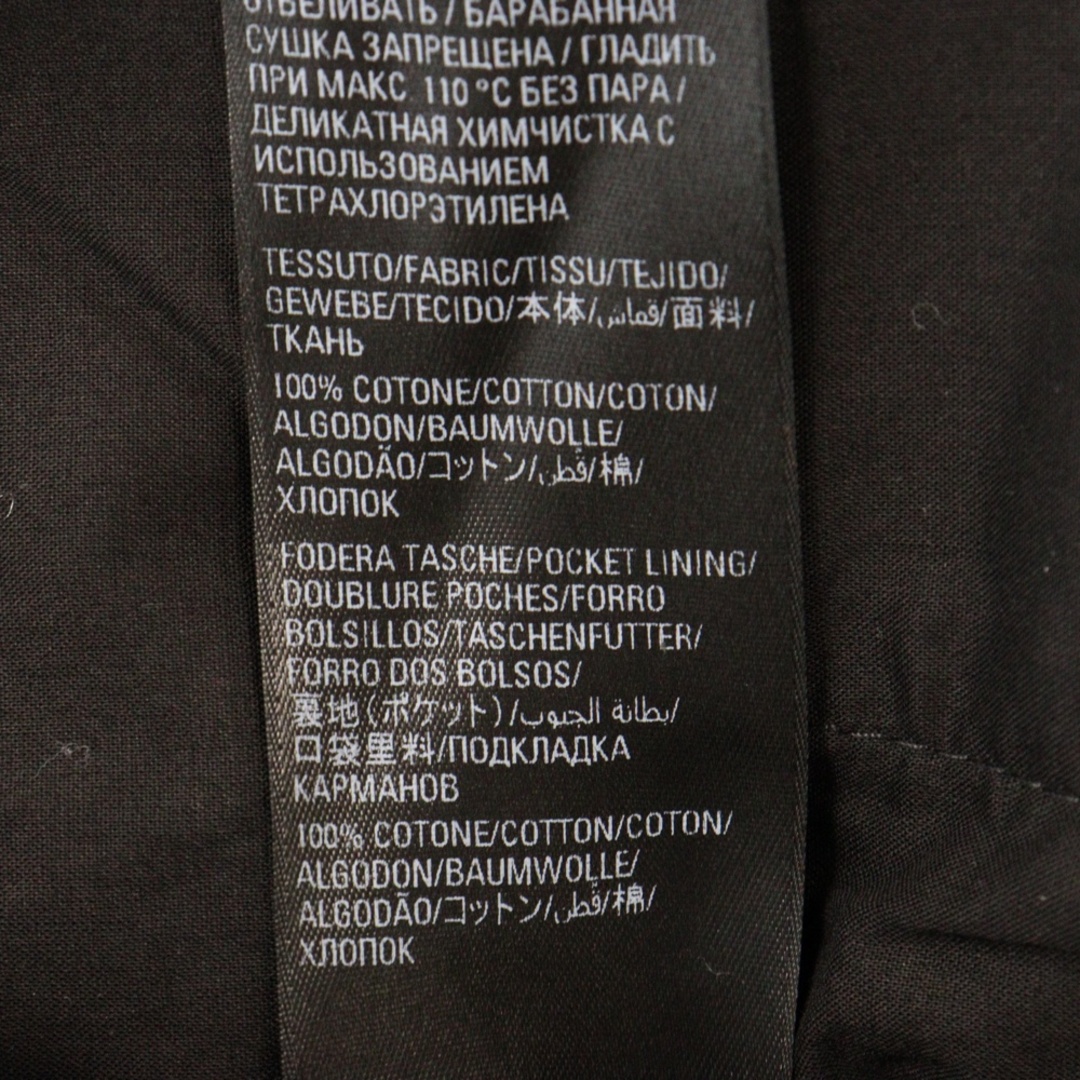 ОТБЕЛИВАТЬ / БАРАБАННАЯ
СУШКА ЗАПРЕЩЕНА / ГЛАДИТЬ
ПРИ МАКС. 110 °C БЕЗ ПАРА /
ДЕЛИКАТНАЯ ХИМЧИСТКА С
ИСПОЛЬЗОВАНИЕМ
ТЕТРАХЛОРЭТИЛЕНА
TESSUTO/FABRIC/TISSU/TEJIDO/
GEWEBE/TECIDO/本体/قماش/面料/
ТКАНЬ
100% COTONE/COTTON/COTON/
ALGODON/BAUMWOLLE/
ALGODÃO/コットン/قطن/棉/
ХЛОПОК
FODERA TASCHE/POCKET LINING/
DOUBLURE POCHES/FORRO
BOLSILLOS/TASCHENFUTTER/
FORRO DOS BOLSOS/
裏地(ポケット)/بطانة الجيوب/
口袋里料/ПОДКЛАДКА
КАРМАНОВ
100% COTONE/COTTON/COTON/
ALGODON/BAUMWOLLE/
ALGODÃO/コットン/قطن/棉/
ХЛОПОК